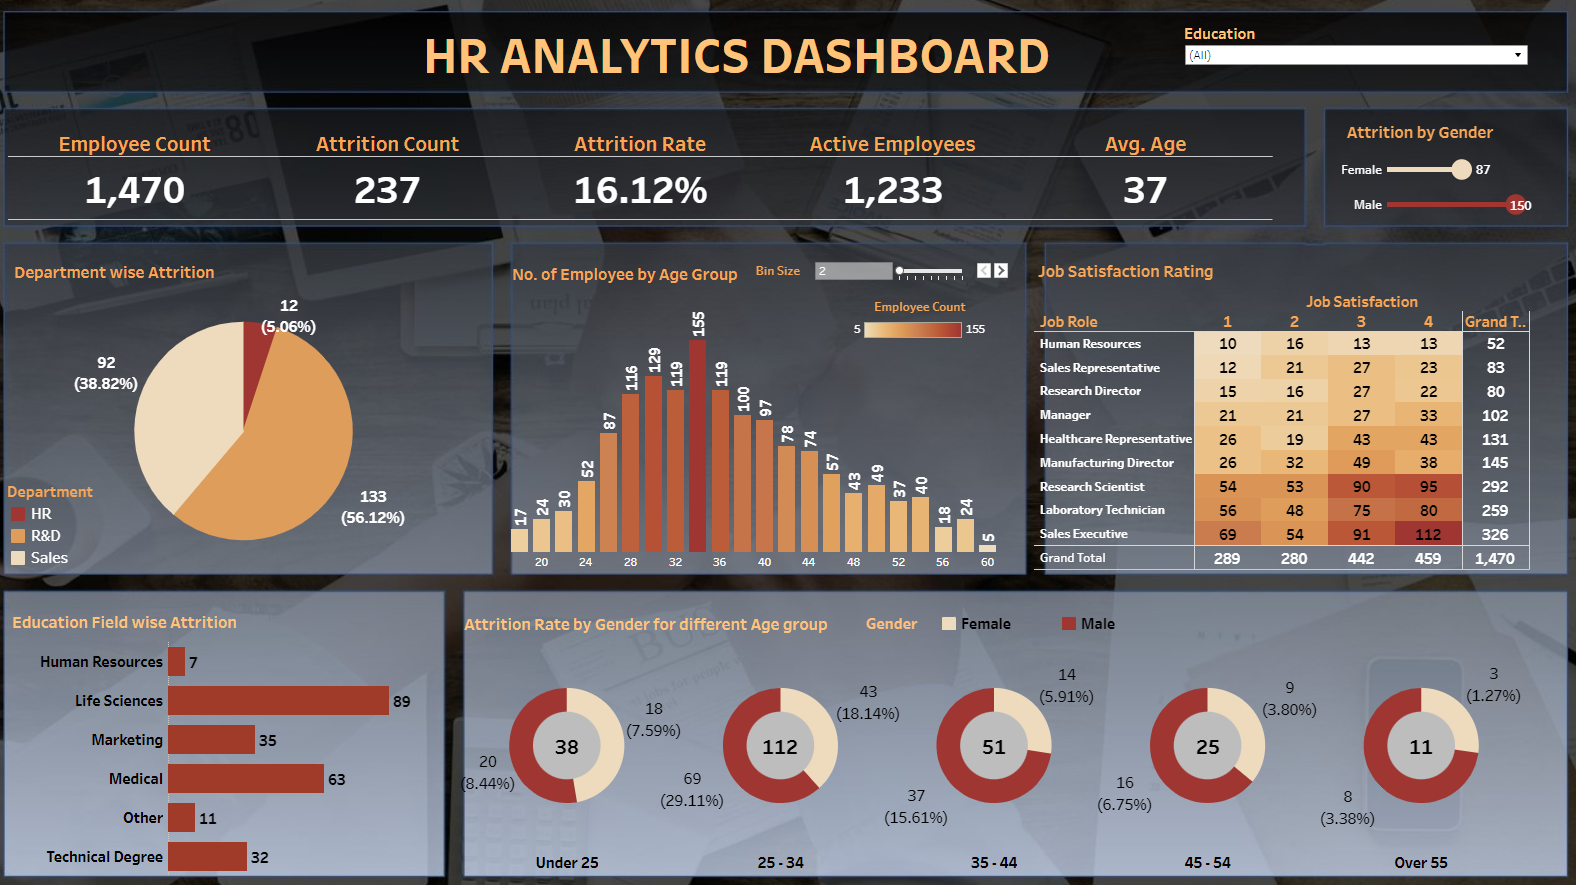 HR ANALYTICS DASHBOARD
Education
(All)
Employee Count
Attrition Count
Attrition Rate
Active Employees
Avg. Age
1,470
237
16.12%
1,233
37
Attrition by Gender
Female 87
Male 150
Department wise Attrition
12
(5.06%)
92
(38.82%)
133
(56.12%)
Department
HR
R&D
Sales
No. of Employee by Age Group
Bin Size
2
Employee Count
5 155
17 24 30 52 87 116 129 119 155 119 100 97 78 74 57 43 49 37 40 18 24 5
20 24 28 32 36 40 44 48 52 56 60
Job Satisfaction Rating
Job Satisfaction
Job Role 1 2 3 4 Grand T..
Human Resources 10 16 13 13 52
Sales Representative 12 21 27 23 83
Research Director 15 16 27 22 80
Manager 21 21 27 33 102
Healthcare Representative 26 19 43 43 131
Manufacturing Director 26 32 49 38 145
Research Scientist 54 53 90 95 292
Laboratory Technician 56 48 75 80 259
Sales Executive 69 54 91 112 326
Grand Total 289 280 442 459 1,470
Education Field wise Attrition
Human Resources 7
Life Sciences 89
Marketing 35
Medical 63
Other 11
Technical Degree 32
Attrition Rate by Gender for different Age group
Gender Female Male
18
(7.59%)
38
20
(8.44%)
Under 25
43
(18.14%)
112
69
(29.11%)
25 - 34
14
(5.91%)
51
37
(15.61%)
35 - 44
9
(3.80%)
25
16
(6.75%)
45 - 54
3
(1.27%)
11
8
(3.38%)
Over 55